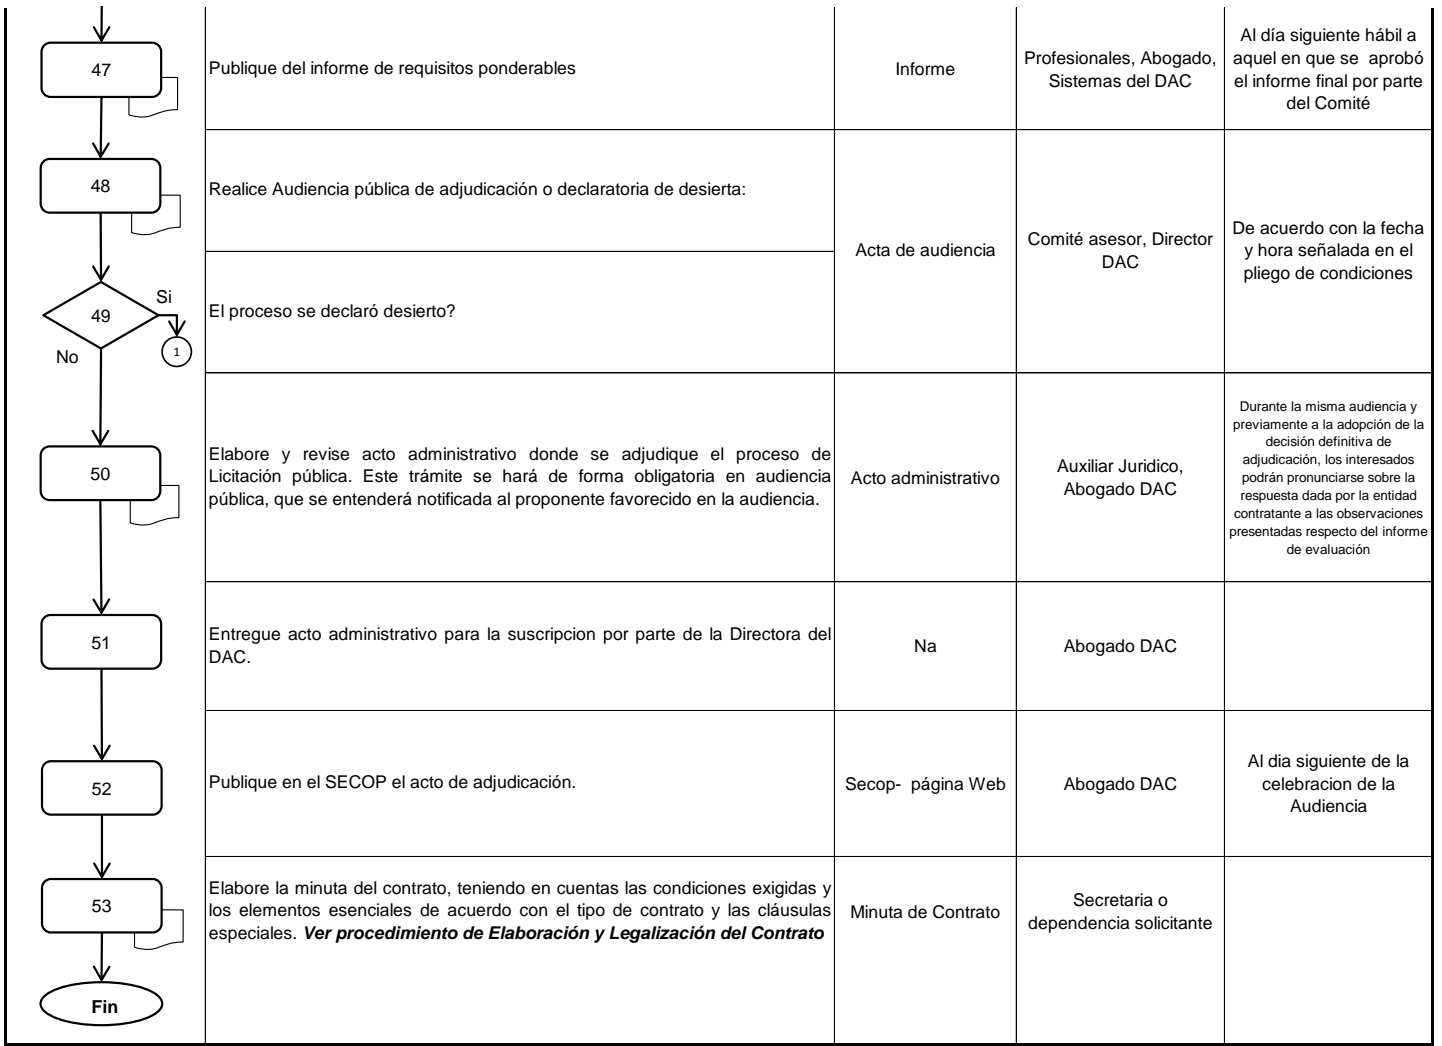 47
Publique del informe de requisitos ponderables
Informe
Profesionales, Abogado,
Sistemas del DAC
Al día siguiente hábil a
aquel en que se aprobó
el informe final por parte
del Comité
48
Realice Audiencia pública de adjudicación o declaratoria de desierta:
Acta de audiencia
Comité asesor, Director
DAC
De acuerdo con la fecha
y hora señalada en el
pliego de condiciones
49
Si
1
No
El proceso se declaró desierto?
50
Elabore y revise acto administrativo donde se adjudique el proceso de
Licitación pública. Este trámite se hará de forma obligatoria en audiencia
pública, que se entenderá notificada al proponente favorecido en la audiencia.
Acto administrativo
Auxiliar Juridico,
Abogado DAC
Durante la misma audiencia y
previamente a la adopción de la
decisión definitiva de
adjudicación, los interesados
podrán pronunciarse sobre la
respuesta dada por la entidad
contratante a las observaciones
presentadas respecto del informe
de evaluación
51
Entregue acto administrativo para la suscripcion por parte de la Directora del
DAC.
Na
Abogado DAC
52
Publique en el SECOP el acto de adjudicación.
Secop- página Web
Abogado DAC
Al dia siguiente de la
celebracion de la
Audiencia
53
Elabore la minuta del contrato, teniendo en cuentas las condiciones exigidas y
los elementos esenciales de acuerdo con el tipo de contrato y las cláusulas
especiales. Ver procedimiento de Elaboración y Legalización del Contrato
Minuta de Contrato
Secretaria o
dependencia solicitante
Fin